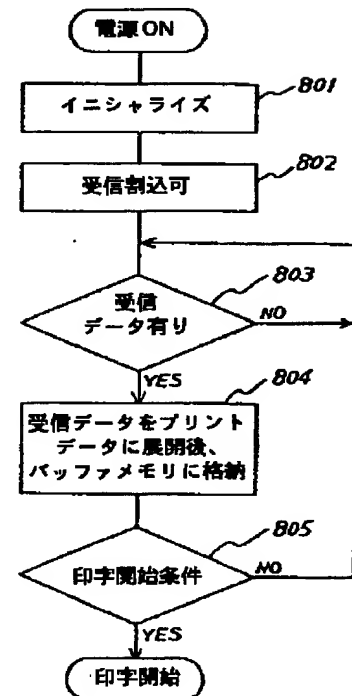 電源ON
イニシャライズ
801
受信割込可
802
受信
データ有り
803
NO
YES
804
受信データをプリント
データに展開後、
バッファメモリに格納
805
印字開始条件
NO
YES
印字開始